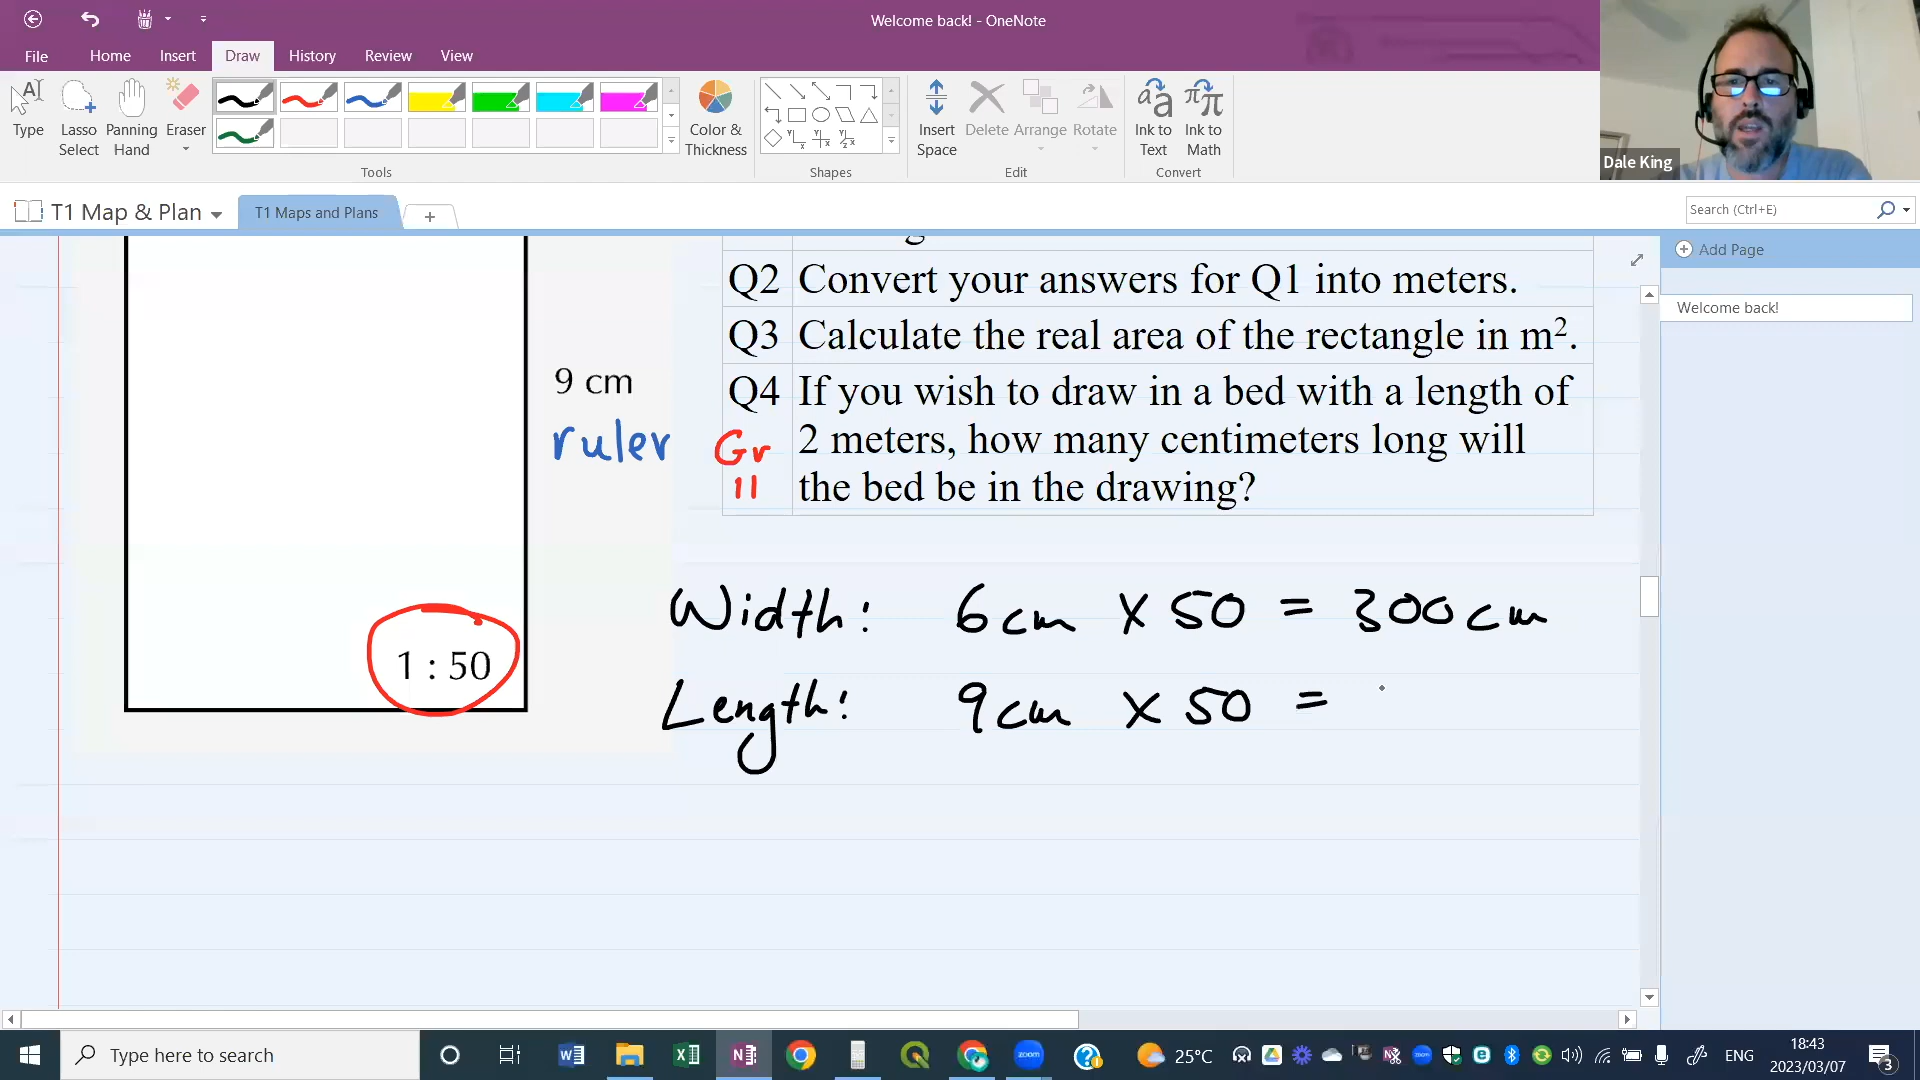 Welcome back! - OneNote
File
Home
Insert
Draw
History
Review
View
Type
Lasso Select
Panning Hand
Eraser
Color & Thickness
Insert Space
Delete
Arrange
Rotate
Ink to Text
Ink to Math
Tools
Shapes
Edit
Convert
Dale King
T1 Map & Plan
T1 Maps and Plans
Search (Ctrl+E)
Add Page
Welcome back!
Q2 Convert your answers for Q1 into meters.
Q3 Calculate the real area of the rectangle in m².
Q4 If you wish to draw in a bed with a length of
2 meters, how many centimeters long will
the bed be in the drawing?
Gr
11
9 cm
ruler
1 : 50
Width: 6cm x 50 = 300cm
Length: 9cm x 50 =
Type here to search
zoom
25°C
ENG
18:43
2023/03/07
3